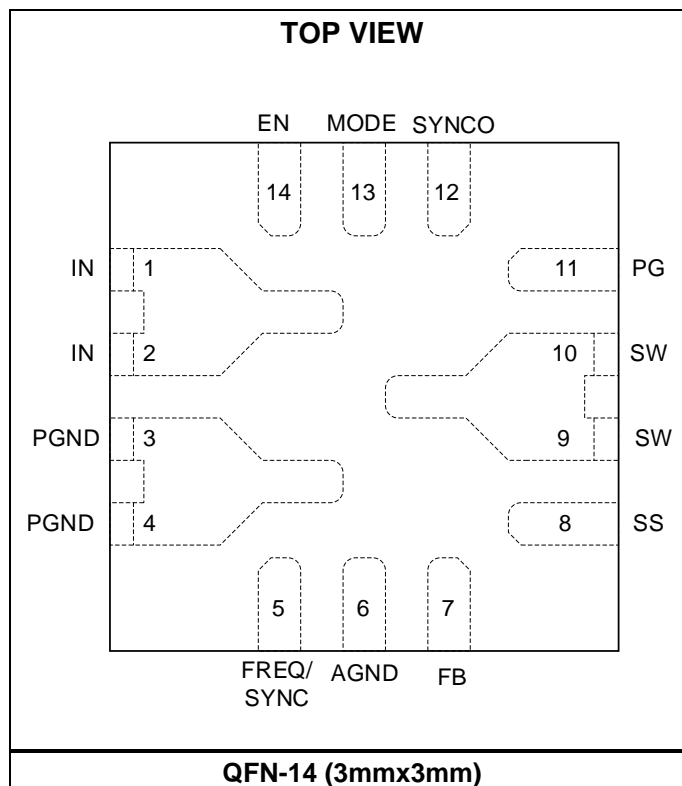 TOP VIEW
EN MODE SYNCO
14 13 12
IN 1 11 PG
IN 2 10 SW
PGND 3 9 SW
PGND 4 8 SS
5 6 7
FREQ/
SYNC AGND FB
QFN-14 (3mmx3mm)